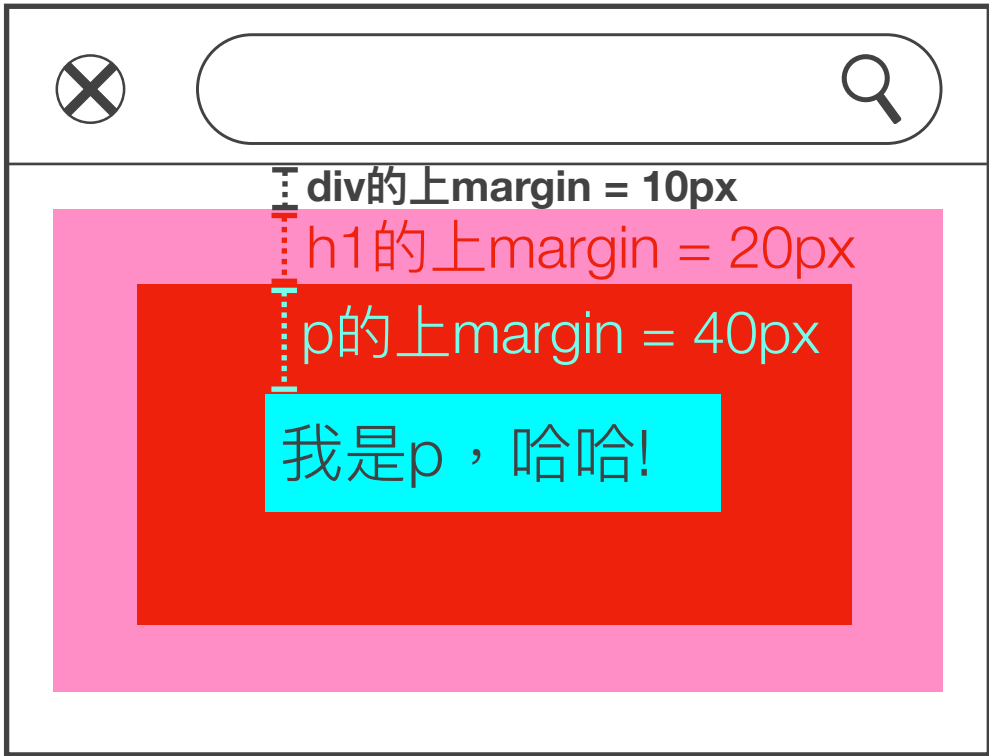 div的上margin = 10px
h1的上margin = 20px
p的上margin = 40px
我是p，哈哈!